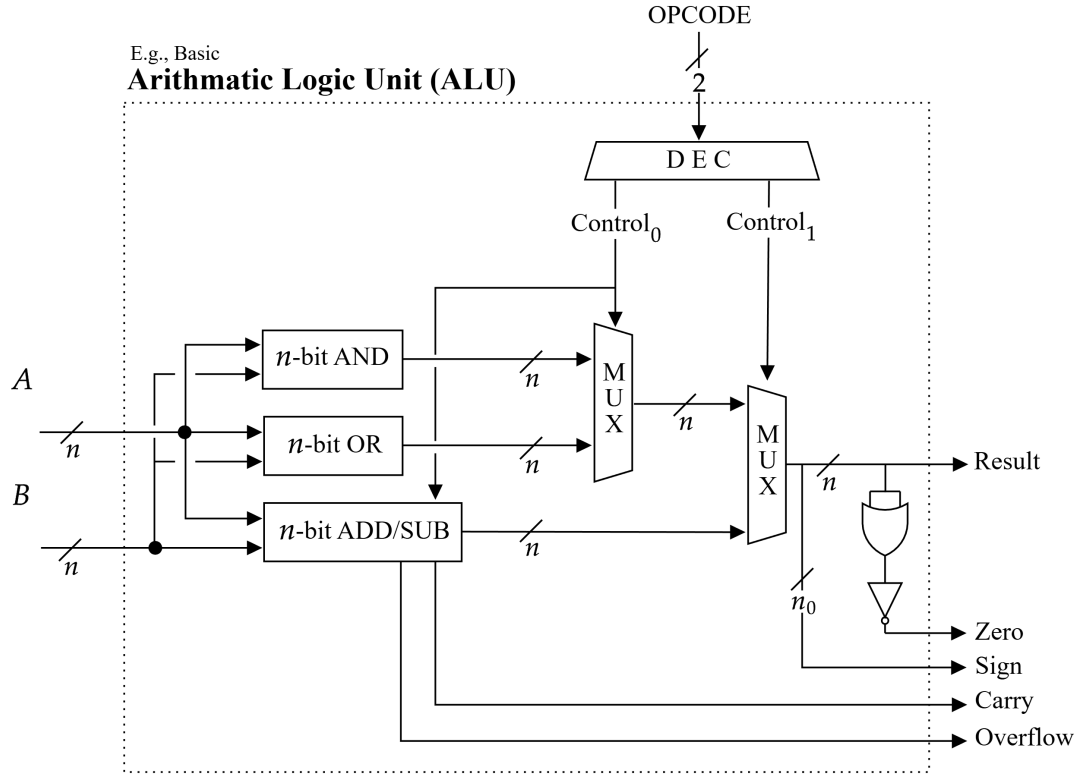 OPCODE
2
E.g., Basic
Arithmatic Logic Unit (ALU)
D E C
Control₀
Control₁
n-bit AND
n
A
n
n-bit OR
n
M
U
X
n
M
U
X
n
Result
B
n
n-bit ADD/SUB
n
n₀
Zero
Sign
Carry
Overflow